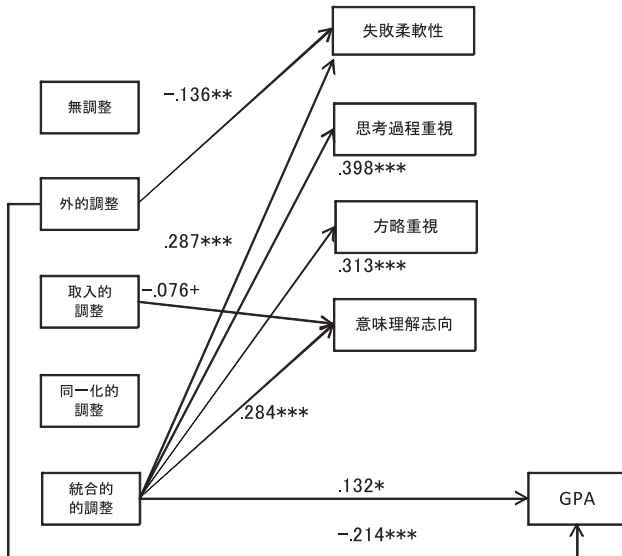 失敗柔軟性
-.136**
無調整
思考過程重視
.398***
外的調整
方略重視
.287***
.313***
取入的
調整
-.076+
意味理解志向
同一化的
調整
.284***
統合的
的調整
.132*
GPA
-.214***